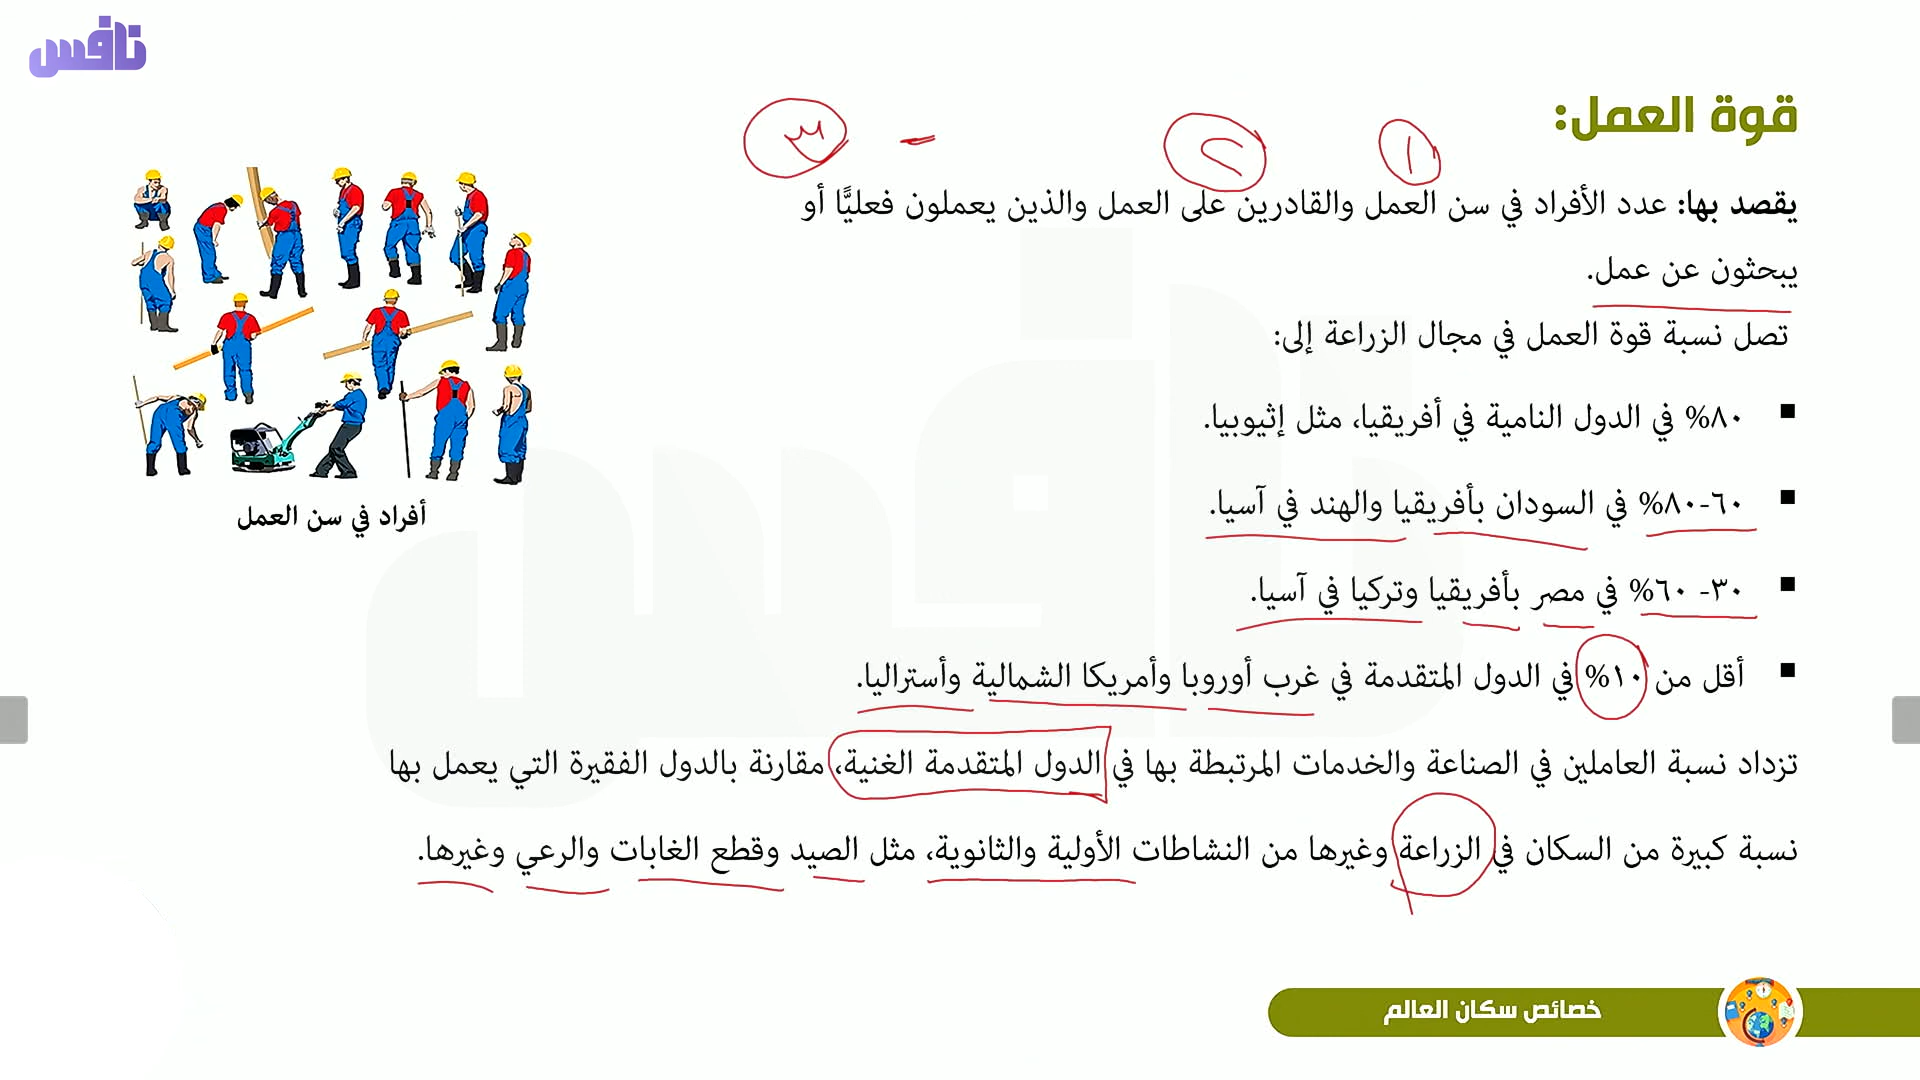 نافس
قوة العمل:
١ ٢ - ٣
يقصد بها: عدد الأفراد في سن العمل والقادرين على العمل والذين يعملون فعليًّا أو
يبحثون عن عمل.
تصل نسبة قوة العمل في مجال الزراعة إلى:
▪ ٨٠% في الدول النامية في أفريقيا، مثل إثيوبيا.
▪ ٦٠-٨٠% في السودان بأفريقيا والهند في آسيا.
▪ ٣٠- ٦٠% في مصر بأفريقيا وتركيا في آسيا.
▪ أقل من ١٠% في الدول المتقدمة في غرب أوروبا وأمريكا الشمالية وأستراليا.
تزداد نسبة العاملين في الصناعة والخدمات المرتبطة بها في الدول المتقدمة الغنية، مقارنة بالدول الفقيرة التي يعمل بها
نسبة كبيرة من السكان في الزراعة وغيرها من النشاطات الأولية والثانوية، مثل الصيد وقطع الغابات والرعي وغيرها.
أفراد في سن العمل
خصائص سكان العالم